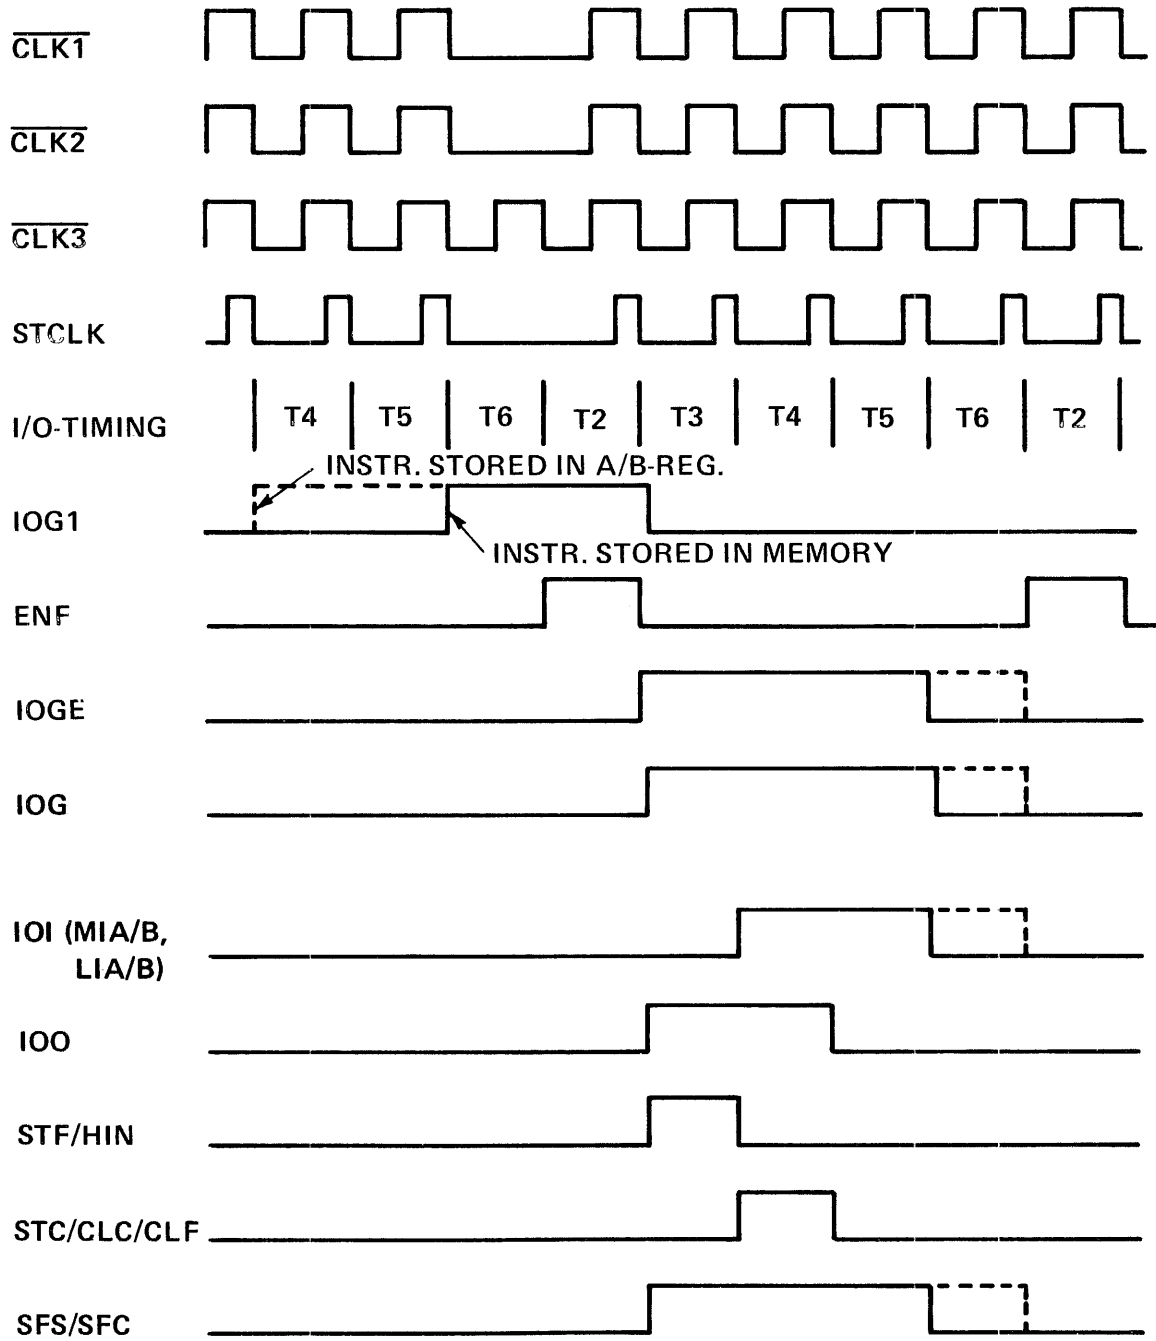 CLK1
CLK2
CLK3
STCLK
I/O-TIMING T4 T5 T6 T2 T3 T4 T5 T6 T2
INSTR. STORED IN A/B-REG.
IOG1
INSTR. STORED IN MEMORY
ENF
IOGE
IOG
IOI (MIA/B,
LIA/B)
IOO
STF/HIN
STC/CLC/CLF
SFS/SFC